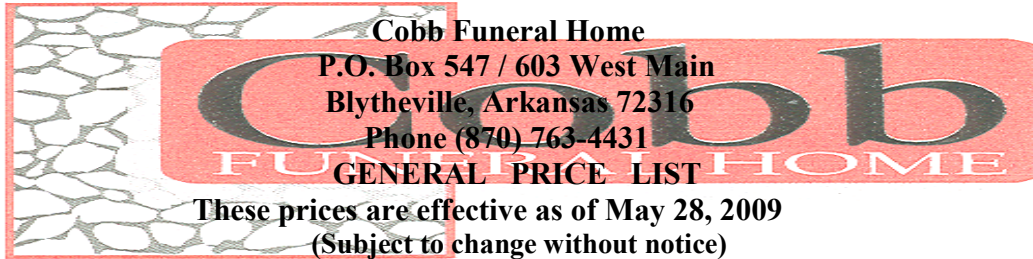 Cobb Funeral Home
P.O. Box 547 / 603 West Main
Blytheville, Arkansas 72316
Phone (870) 763-4431
GENERAL PRICE LIST
These prices are effective as of May 28, 2009
(Subject to change without notice)
Cobb
FUNERAL HOME